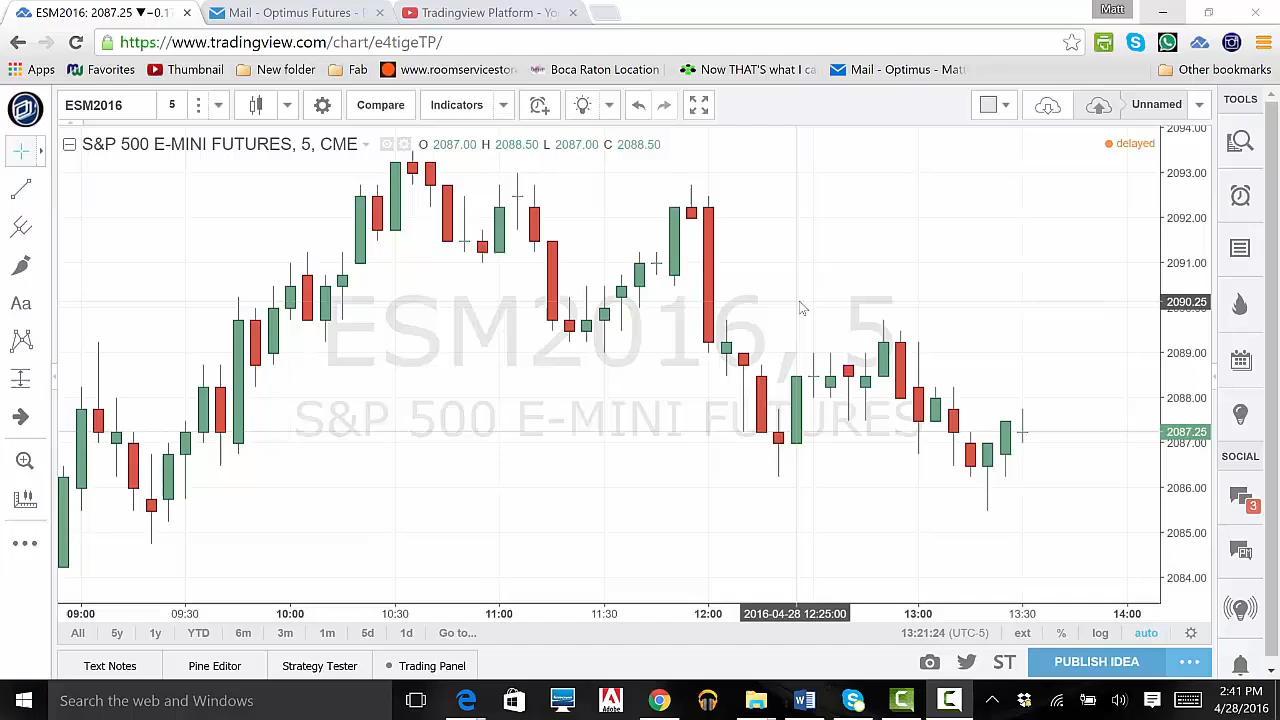 ESM2016: 2087.25 ▼−0.1
Mail - Optimus Futures -
Tradingview Platform - Yo
Matt
https://www.tradingview.com/chart/e4tigeTP/
Apps
Favorites
Thumbnail
New folder
Fab
www.roomservicestor
Boca Raton Location
Now THAT'S what I ca
Mail - Optimus - Mat
Other bookmarks
ESM2016
5
Compare
Indicators
Unnamed
TOOLS
S&P 500 E-MINI FUTURES, 5, CME
O 2087.00 H 2088.50 L 2087.00 C 2088.50
delayed
2094.00
2093.00
2092.00
2091.00
2090.25
2090.00
2089.00
2088.00
2087.25
2087.00
2086.00
2085.00
2084.00
ESM2016, 5
S&P 500 E-MINI FUTURES
Aa
SOCIAL
3
09:00
09:30
10:00
10:30
11:00
11:30
12:00
2016-04-28 12:25:00
13:00
13:30
14:00
All
5y
1y
YTD
6m
3m
1m
5d
1d
Go to...
13:21:24 (UTC-5)
ext
%
log
auto
Text Notes
Pine Editor
Strategy Tester
Trading Panel
ST
PUBLISH IDEA
Search the web and Windows
Adobe
2:41 PM
4/28/2016